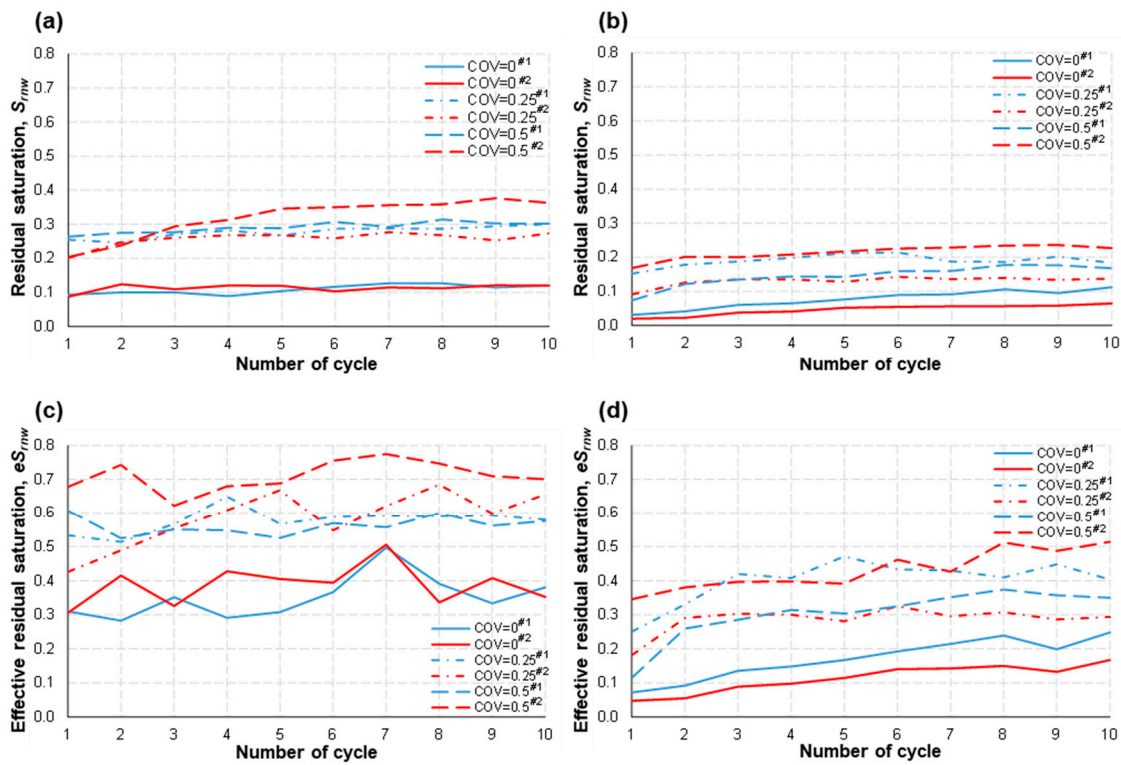 (a)
Residual saturation, Srnw
0.8
0.7
0.6
0.5
0.4
0.3
0.2
0.1
0.0
COV=0#1
COV=0#2
COV=0.25#1
COV=0.25#2
COV=0.5#1
COV=0.5#2
1 2 3 4 5 6 7 8 9 10
Number of cycle
(b)
Residual saturation, Srnw
0.8
0.7
0.6
0.5
0.4
0.3
0.2
0.1
0.0
COV=0#1
COV=0#2
COV=0.25#1
COV=0.25#2
COV=0.5#1
COV=0.5#2
1 2 3 4 5 6 7 8 9 10
Number of cycle
(c)
Effective residual saturation, eSrnw
0.8
0.7
0.6
0.5
0.4
0.3
0.2
0.1
0.0
COV=0#1
COV=0#2
COV=0.25#1
COV=0.25#2
COV=0.5#1
COV=0.5#2
1 2 3 4 5 6 7 8 9 10
Number of cycle
(d)
Effective residual saturation, eSrnw
0.8
0.7
0.6
0.5
0.4
0.3
0.2
0.1
0.0
COV=0#1
COV=0#2
COV=0.25#1
COV=0.25#2
COV=0.5#1
COV=0.5#2
1 2 3 4 5 6 7 8 9 10
Number of cycle